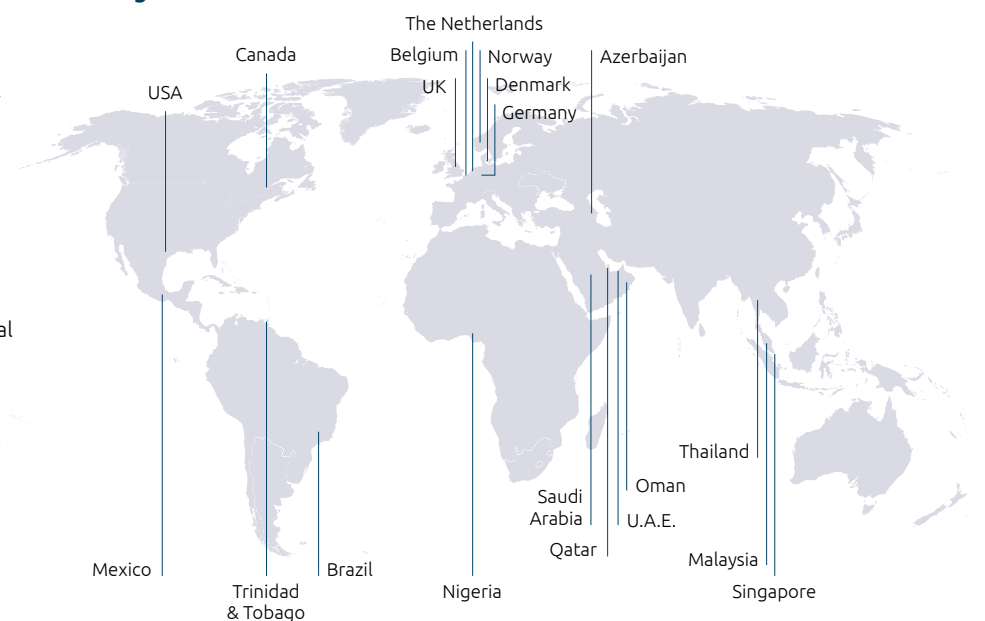 The Netherlands
Belgium
Norway
Azerbaijan
Canada
UK
Denmark
USA
Germany
al
Thailand
Oman
Saudi
Arabia
U.A.E.
Qatar
Malaysia
Mexico
Brazil
Trinidad
& Tobago
Nigeria
Singapore